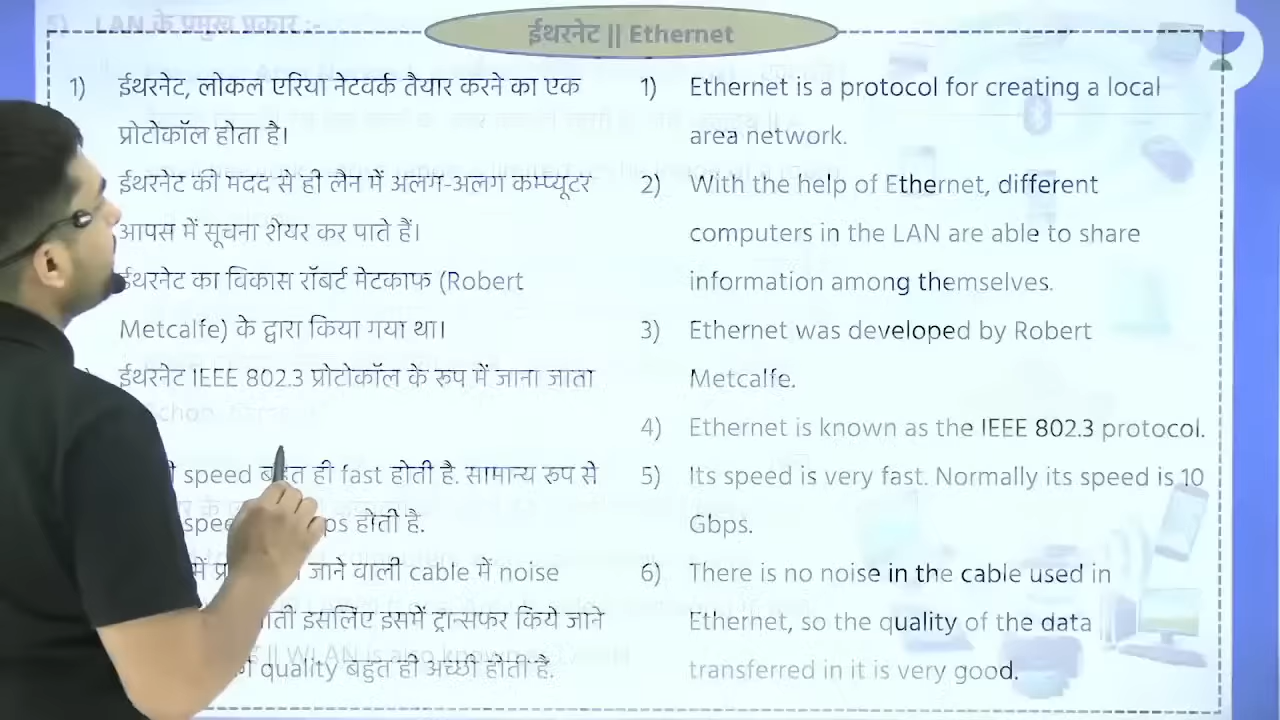 LAN के प्रमुख प्रकार :-
ईथरनेट || Ethernet
1) ईथरनेट, लोकल एरिया नेटवर्क तैयार करने का एक
प्रोटोकॉल होता है।
ईथरनेट की मदद से ही लैन में अलग-अलग कम्प्यूटर
आपस में सूचना शेयर कर पाते हैं।
ईथरनेट का विकास रॉबर्ट मेटकाफ (Robert
Metcalfe) के द्वारा किया गया था।
ईथरनेट IEEE 802.3 प्रोटोकॉल के रूप में जाना जाता
speed बहुत ही fast होती है. सामान्य रूप से
होती है.
में जाने वाली cable में noise
इसलिए इसमें ट्रान्सफर किये जाने
quality बहुत ही अच्छी होती है.
1) Ethernet is a protocol for creating a local
area network.
2) With the help of Ethernet, different
computers in the LAN are able to share
information among themselves.
3) Ethernet was developed by Robert
Metcalfe.
4) Ethernet is known as the IEEE 802.3 protocol.
5) Its speed is very fast. Normally its speed is 10
Gbps.
6) There is no noise in the cable used in
Ethernet, so the quality of the data
transferred in it is very good.